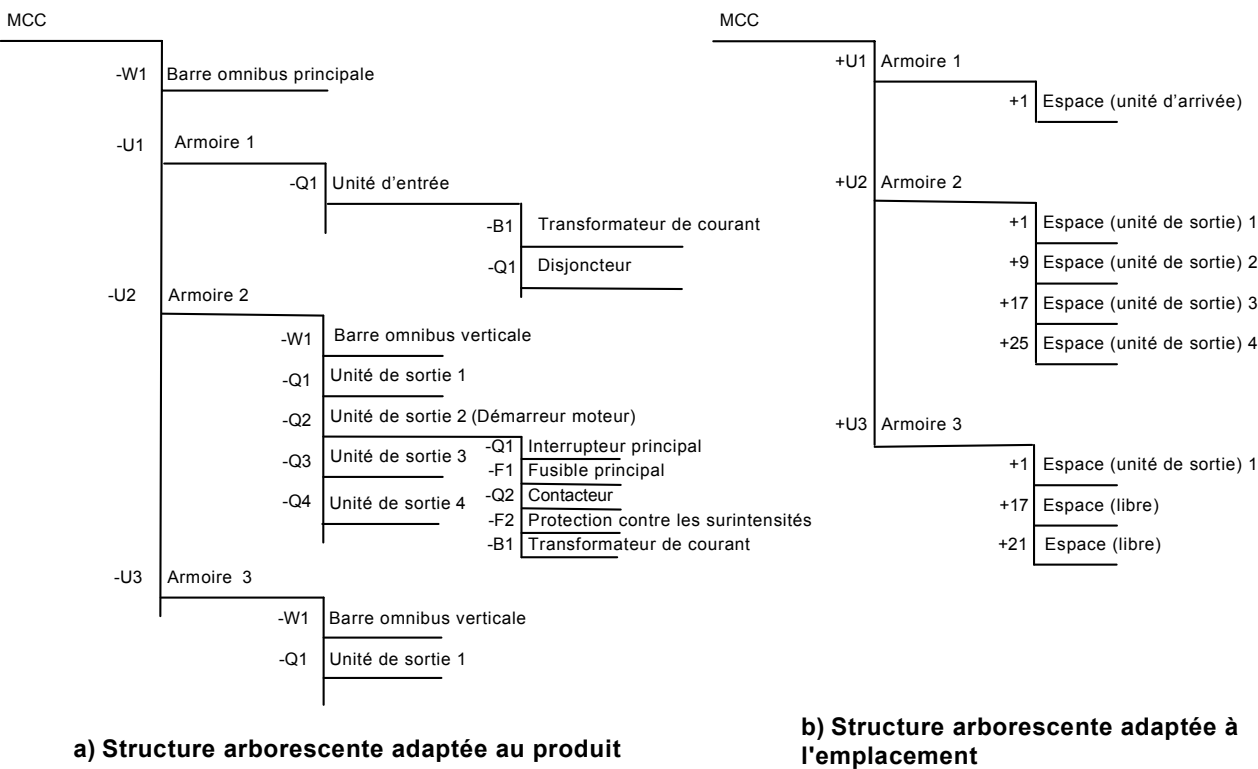 MCC
-W1 Barre omnibus principale
-U1 Armoire 1
-Q1 Unité d'entrée
-B1 Transformateur de courant
-Q1 Disjoncteur
-U2 Armoire 2
-W1 Barre omnibus verticale
-Q1 Unité de sortie 1
-Q2 Unité de sortie 2 (Démarreur moteur)
-Q1 Interrupteur principal
-F1 Fusible principal
-Q2 Contacteur
-F2 Protection contre les surintensités
-B1 Transformateur de courant
-Q3 Unité de sortie 3
-Q4 Unité de sortie 4
-U3 Armoire 3
-W1 Barre omnibus verticale
-Q1 Unité de sortie 1
a) Structure arborescente adaptée au produit
MCC
+U1 Armoire 1
+1 Espace (unité d'arrivée)
+U2 Armoire 2
+1 Espace (unité de sortie) 1
+9 Espace (unité de sortie) 2
+17 Espace (unité de sortie) 3
+25 Espace (unité de sortie) 4
+U3 Armoire 3
+1 Espace (unité de sortie) 1
+17 Espace (libre)
+21 Espace (libre)
b) Structure arborescente adaptée à
l'emplacement